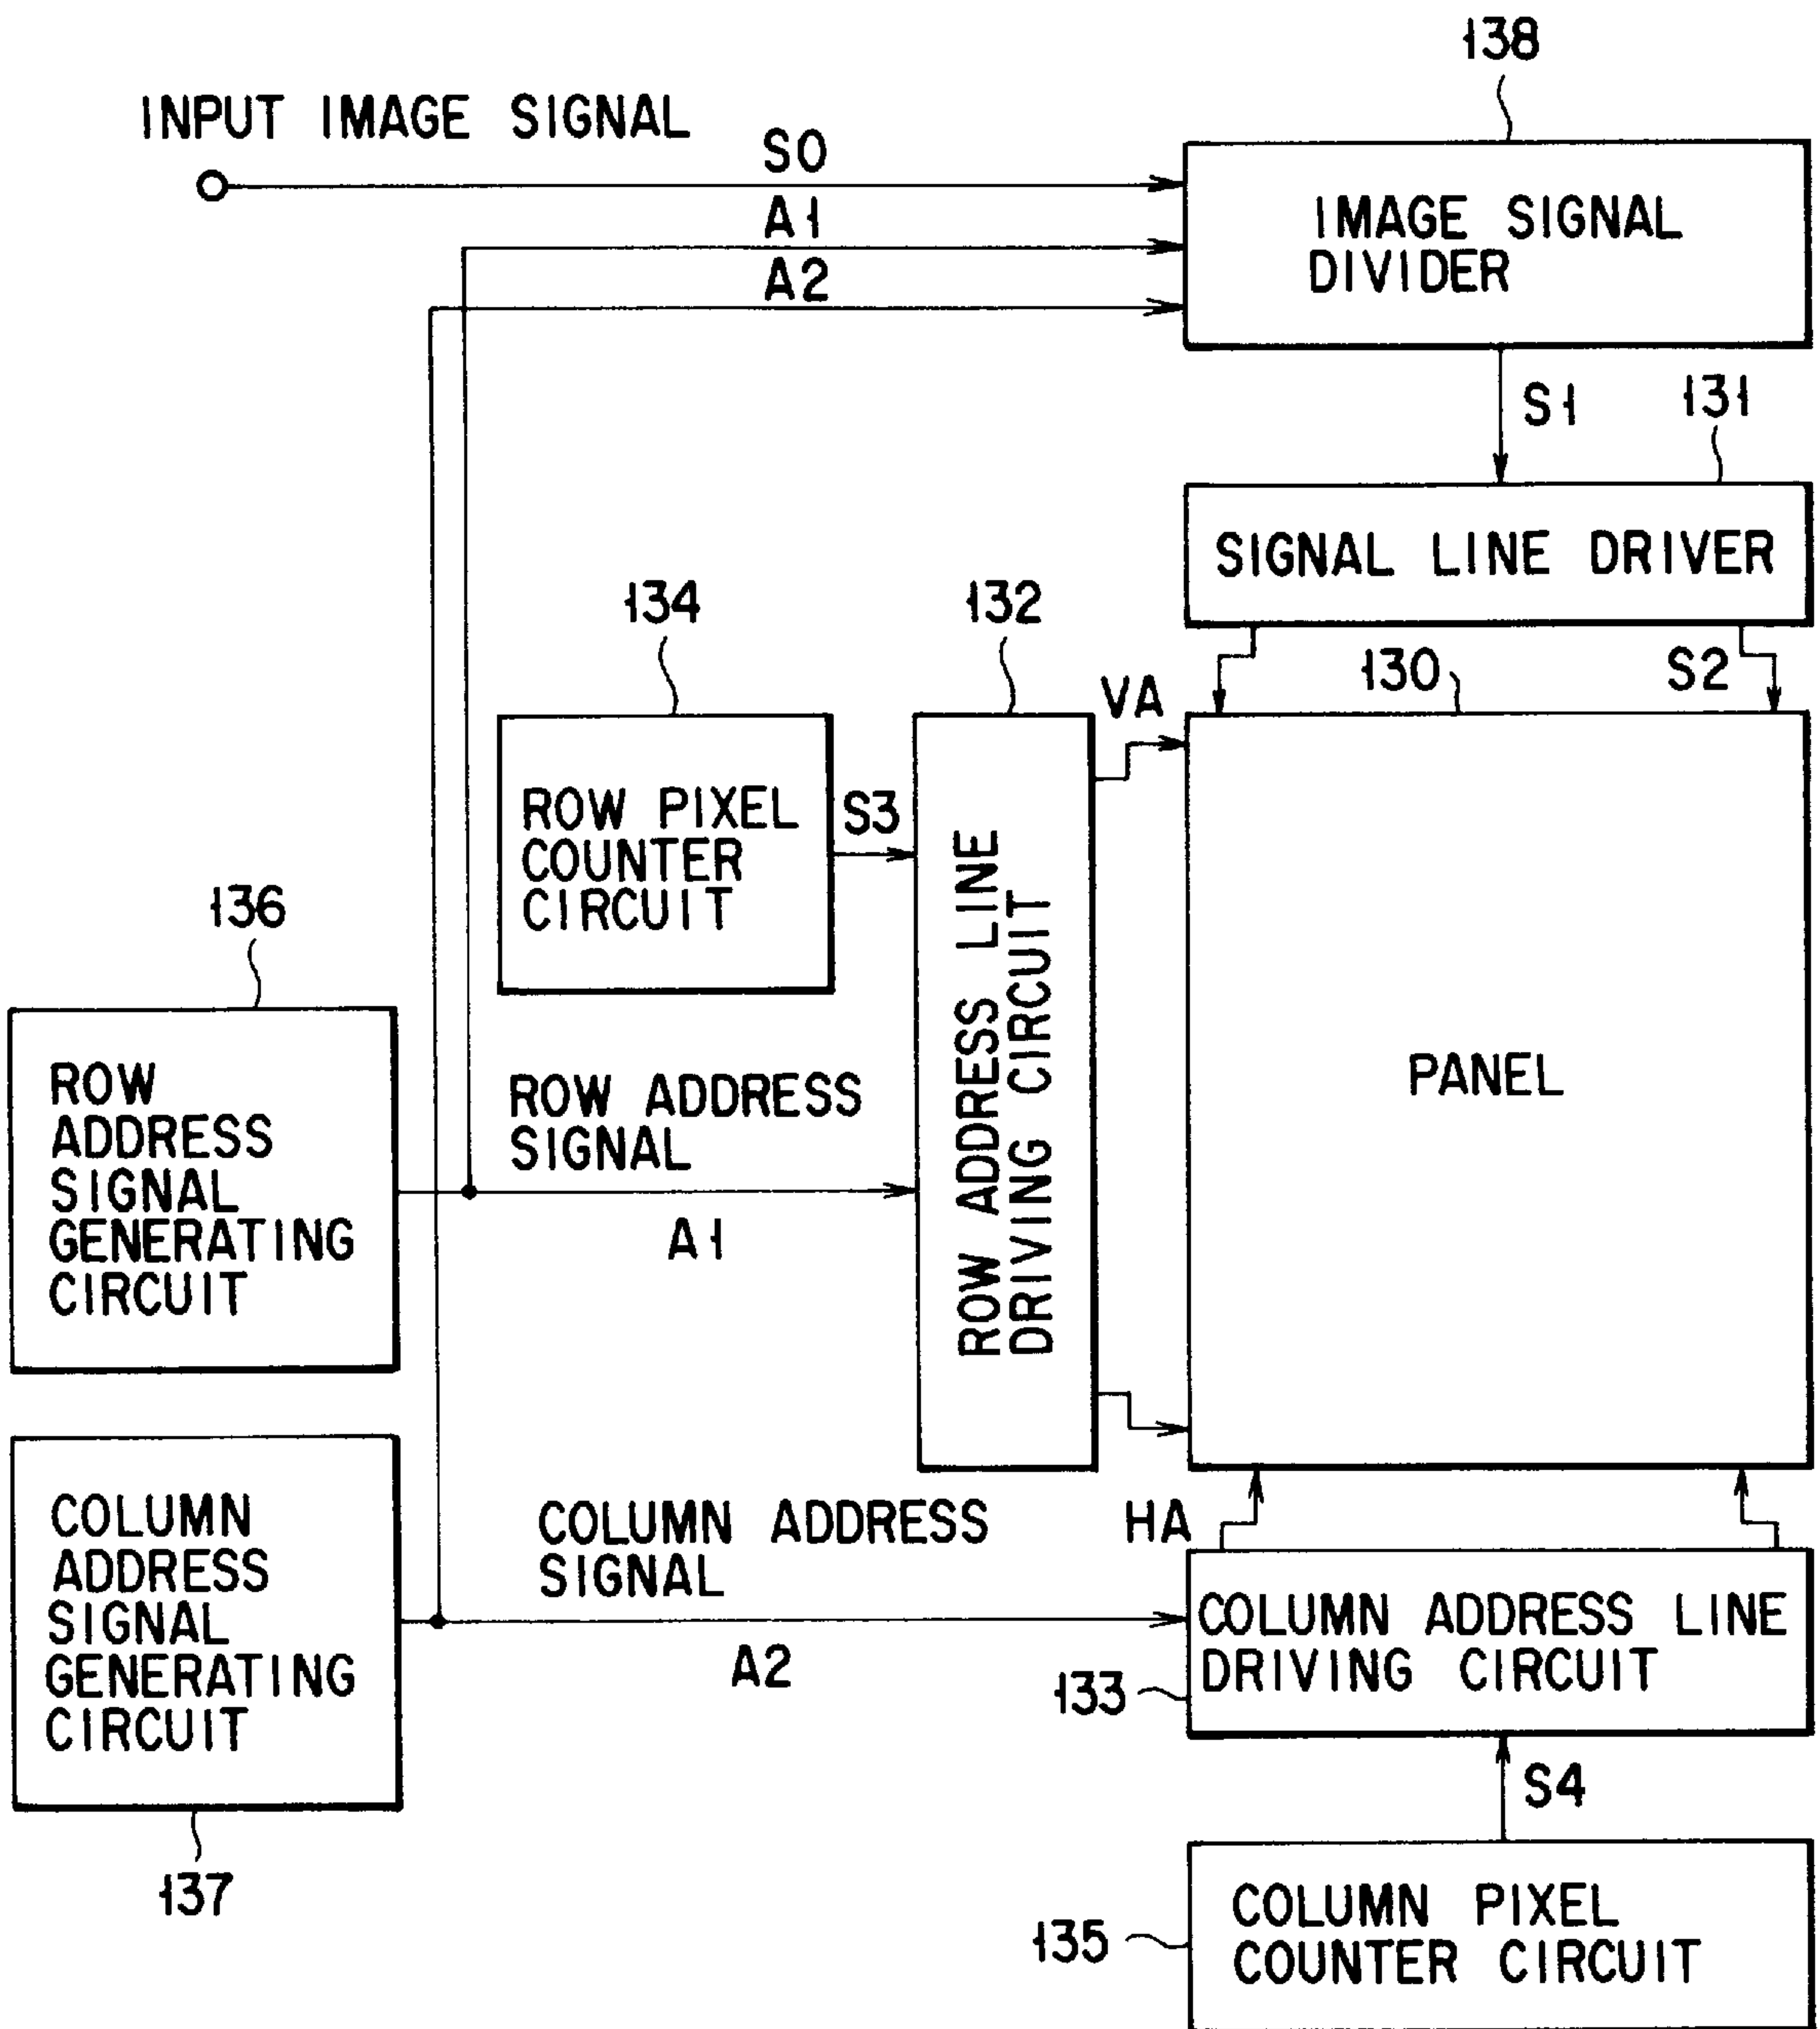 138
INPUT IMAGE SIGNAL
S0
A1
A2
IMAGE SIGNAL
DIVIDER
S1
131
SIGNAL LINE DRIVER
134
132
VA
130
S2
ROW PIXEL
COUNTER
CIRCUIT
S3
ROW ADDRESS LINE
DRIVING CIRCUIT
PANEL
136
ROW
ADDRESS
SIGNAL
GENERATING
CIRCUIT
ROW ADDRESS
SIGNAL
A1
COLUMN
ADDRESS
SIGNAL
GENERATING
CIRCUIT
137
COLUMN ADDRESS
SIGNAL
A2
HA
COLUMN ADDRESS LINE
DRIVING CIRCUIT
133
S4
135
COLUMN PIXEL
COUNTER CIRCUIT